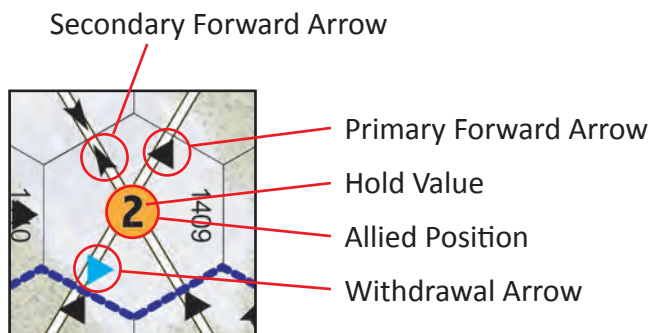 Secondary Forward Arrow
Primary Forward Arrow
Hold Value
2
1409
Allied Position
Withdrawal Arrow